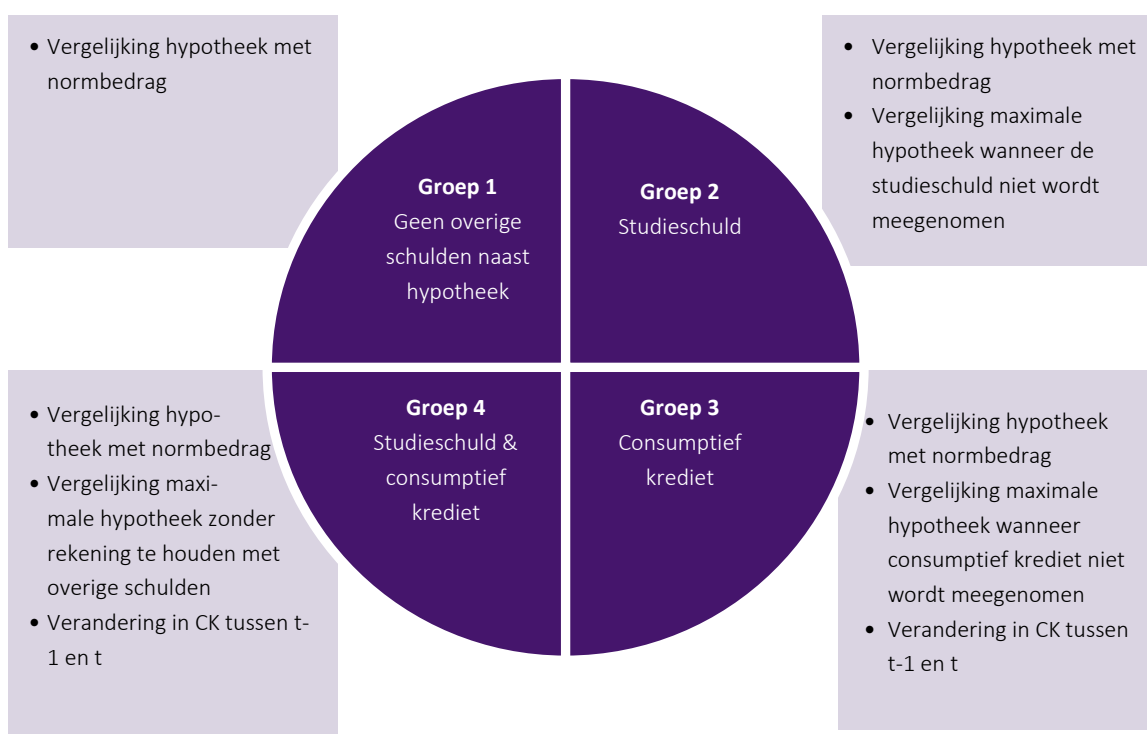 • Vergelijking hypotheek met
normbedrag
• Vergelijking hypotheek met
normbedrag
• Vergelijking maximale
hypotheek wanneer de
studieschuld niet wordt
meegenomen
Groep 1
Geen overige
schulden naast
hypotheek
Groep 2
Studieschuld
Groep 4
Studieschuld &
consumptief
krediet
Groep 3
Consumptief
krediet
• Vergelijking hypo-
theek met normbedrag
• Vergelijking maxi-
male hypotheek zonder
rekening te houden met
overige schulden
• Verandering in CK tussen t-
1 en t
• Vergelijking hypotheek
met normbedrag
• Vergelijking maximale
hypotheek wanneer
consumptief krediet niet
wordt meegenomen
• Verandering in CK tussen
t-1 en t